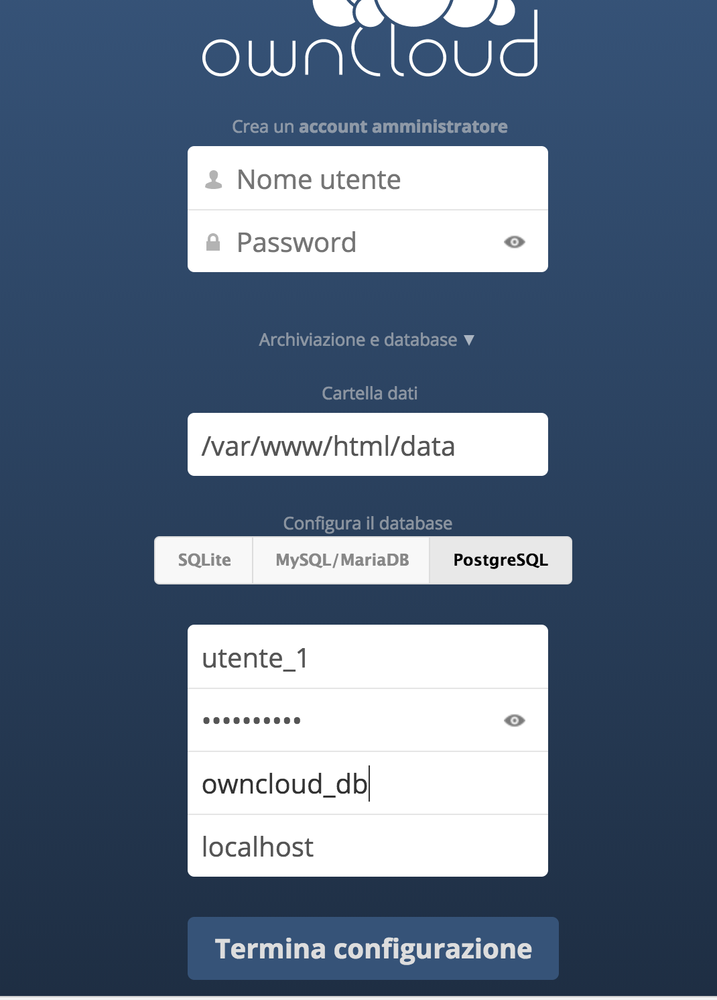 ownCloud
Crea un account amministratore
Nome utente
Password
Archiviazione e database ▼
Cartella dati
/var/www/html/data
Configura il database
SQLite MySQL/MariaDB PostgreSQL
utente_1
••••••••••
owncloud_db
localhost
Termina configurazione